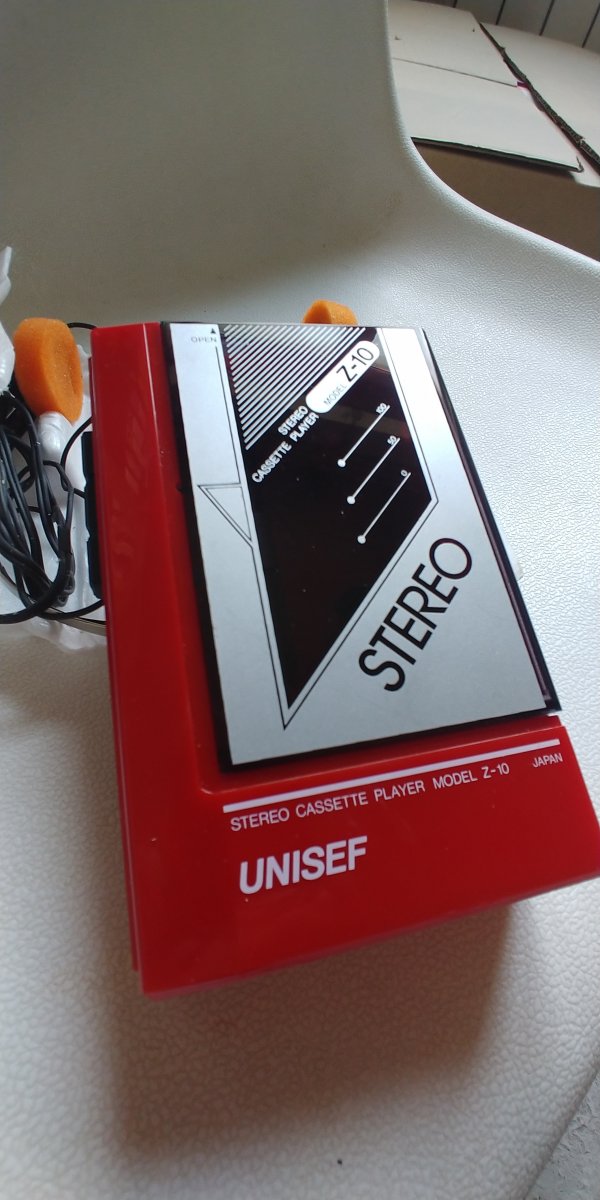 OPEN
STEREO
CASSETTE PLAYER
MODEL Z-10
100
50
0
STEREO
STEREO CASSETTE PLAYER MODEL Z-10
JAPAN
UNISEF